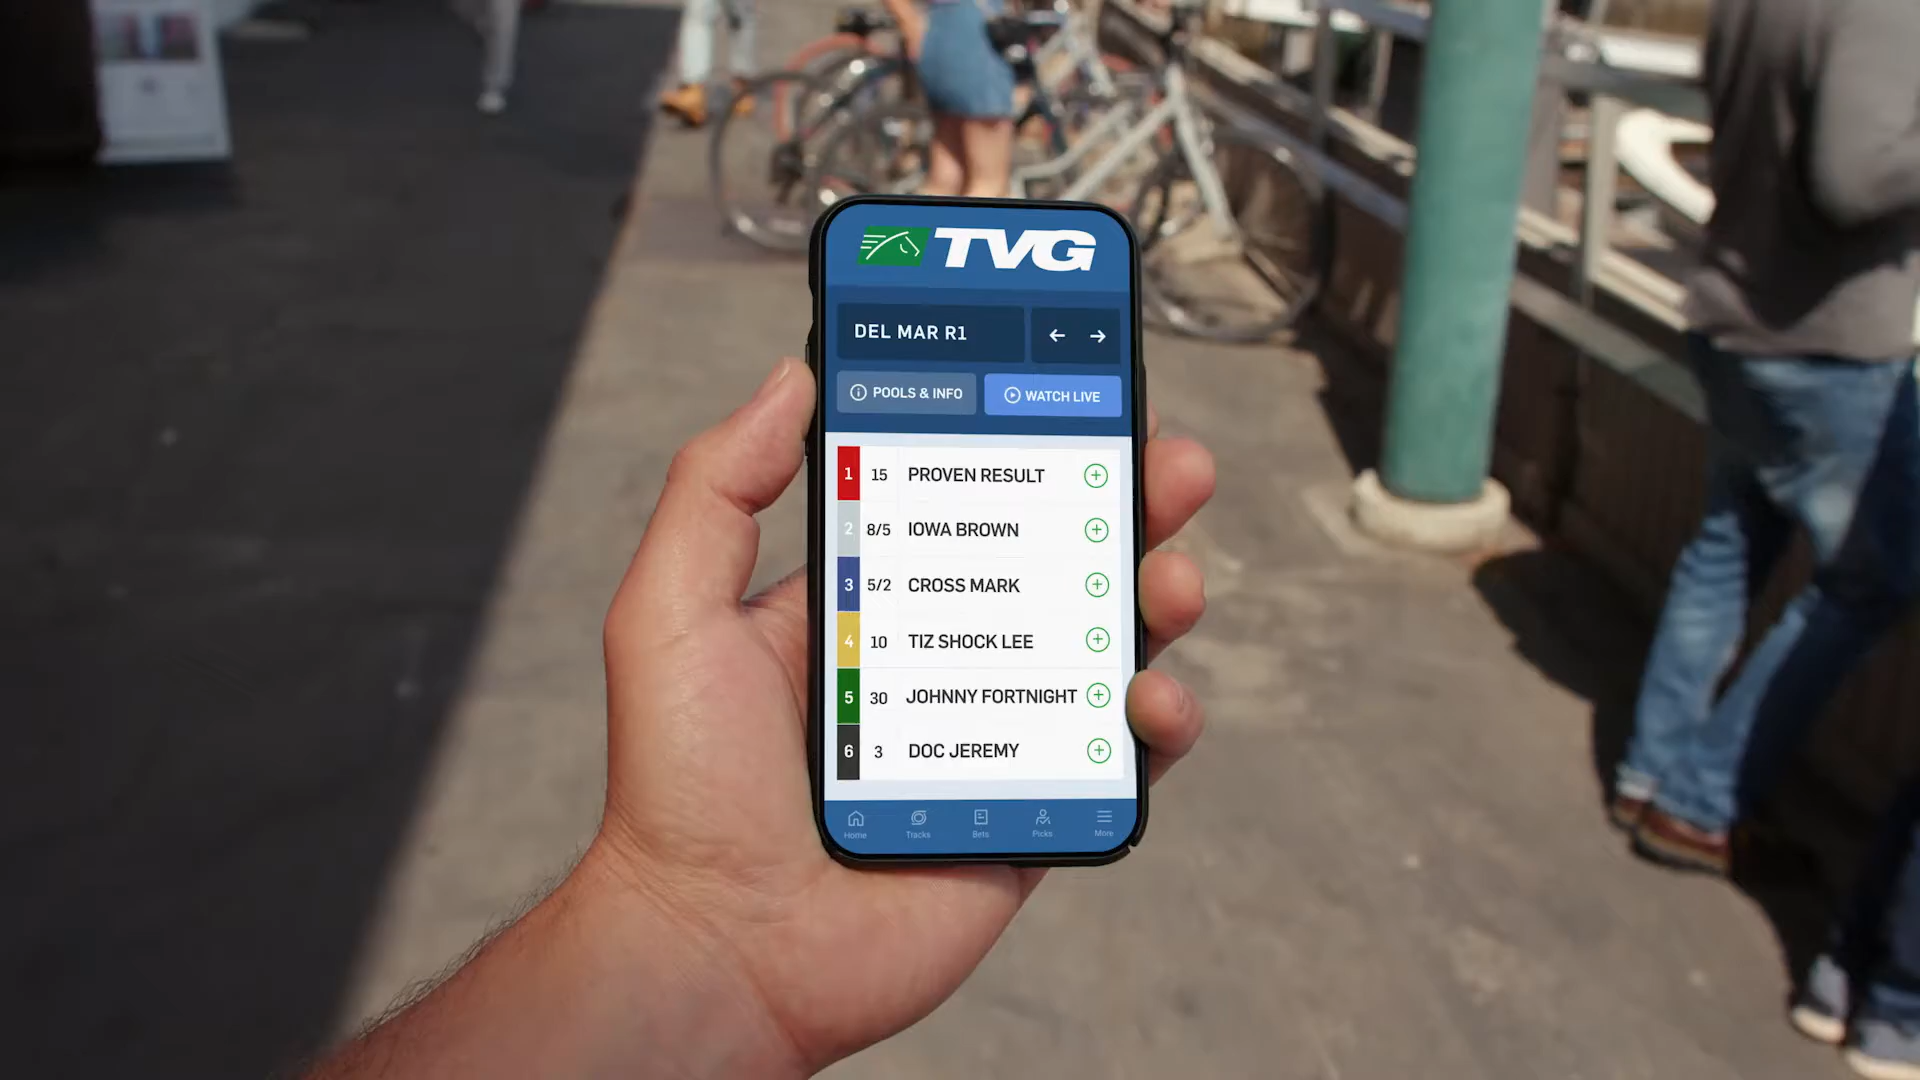 TVG
DEL MAR R1
POOLS & INFO WATCH LIVE
1 15 PROVEN RESULT
2 8/5 IOWA BROWN
3 5/2 CROSS MARK
4 10 TIZ SHOCK LEE
5 30 JOHNNY FORTNIGHT
6 3 DOC JEREMY
Home Tracks Bets Picks More